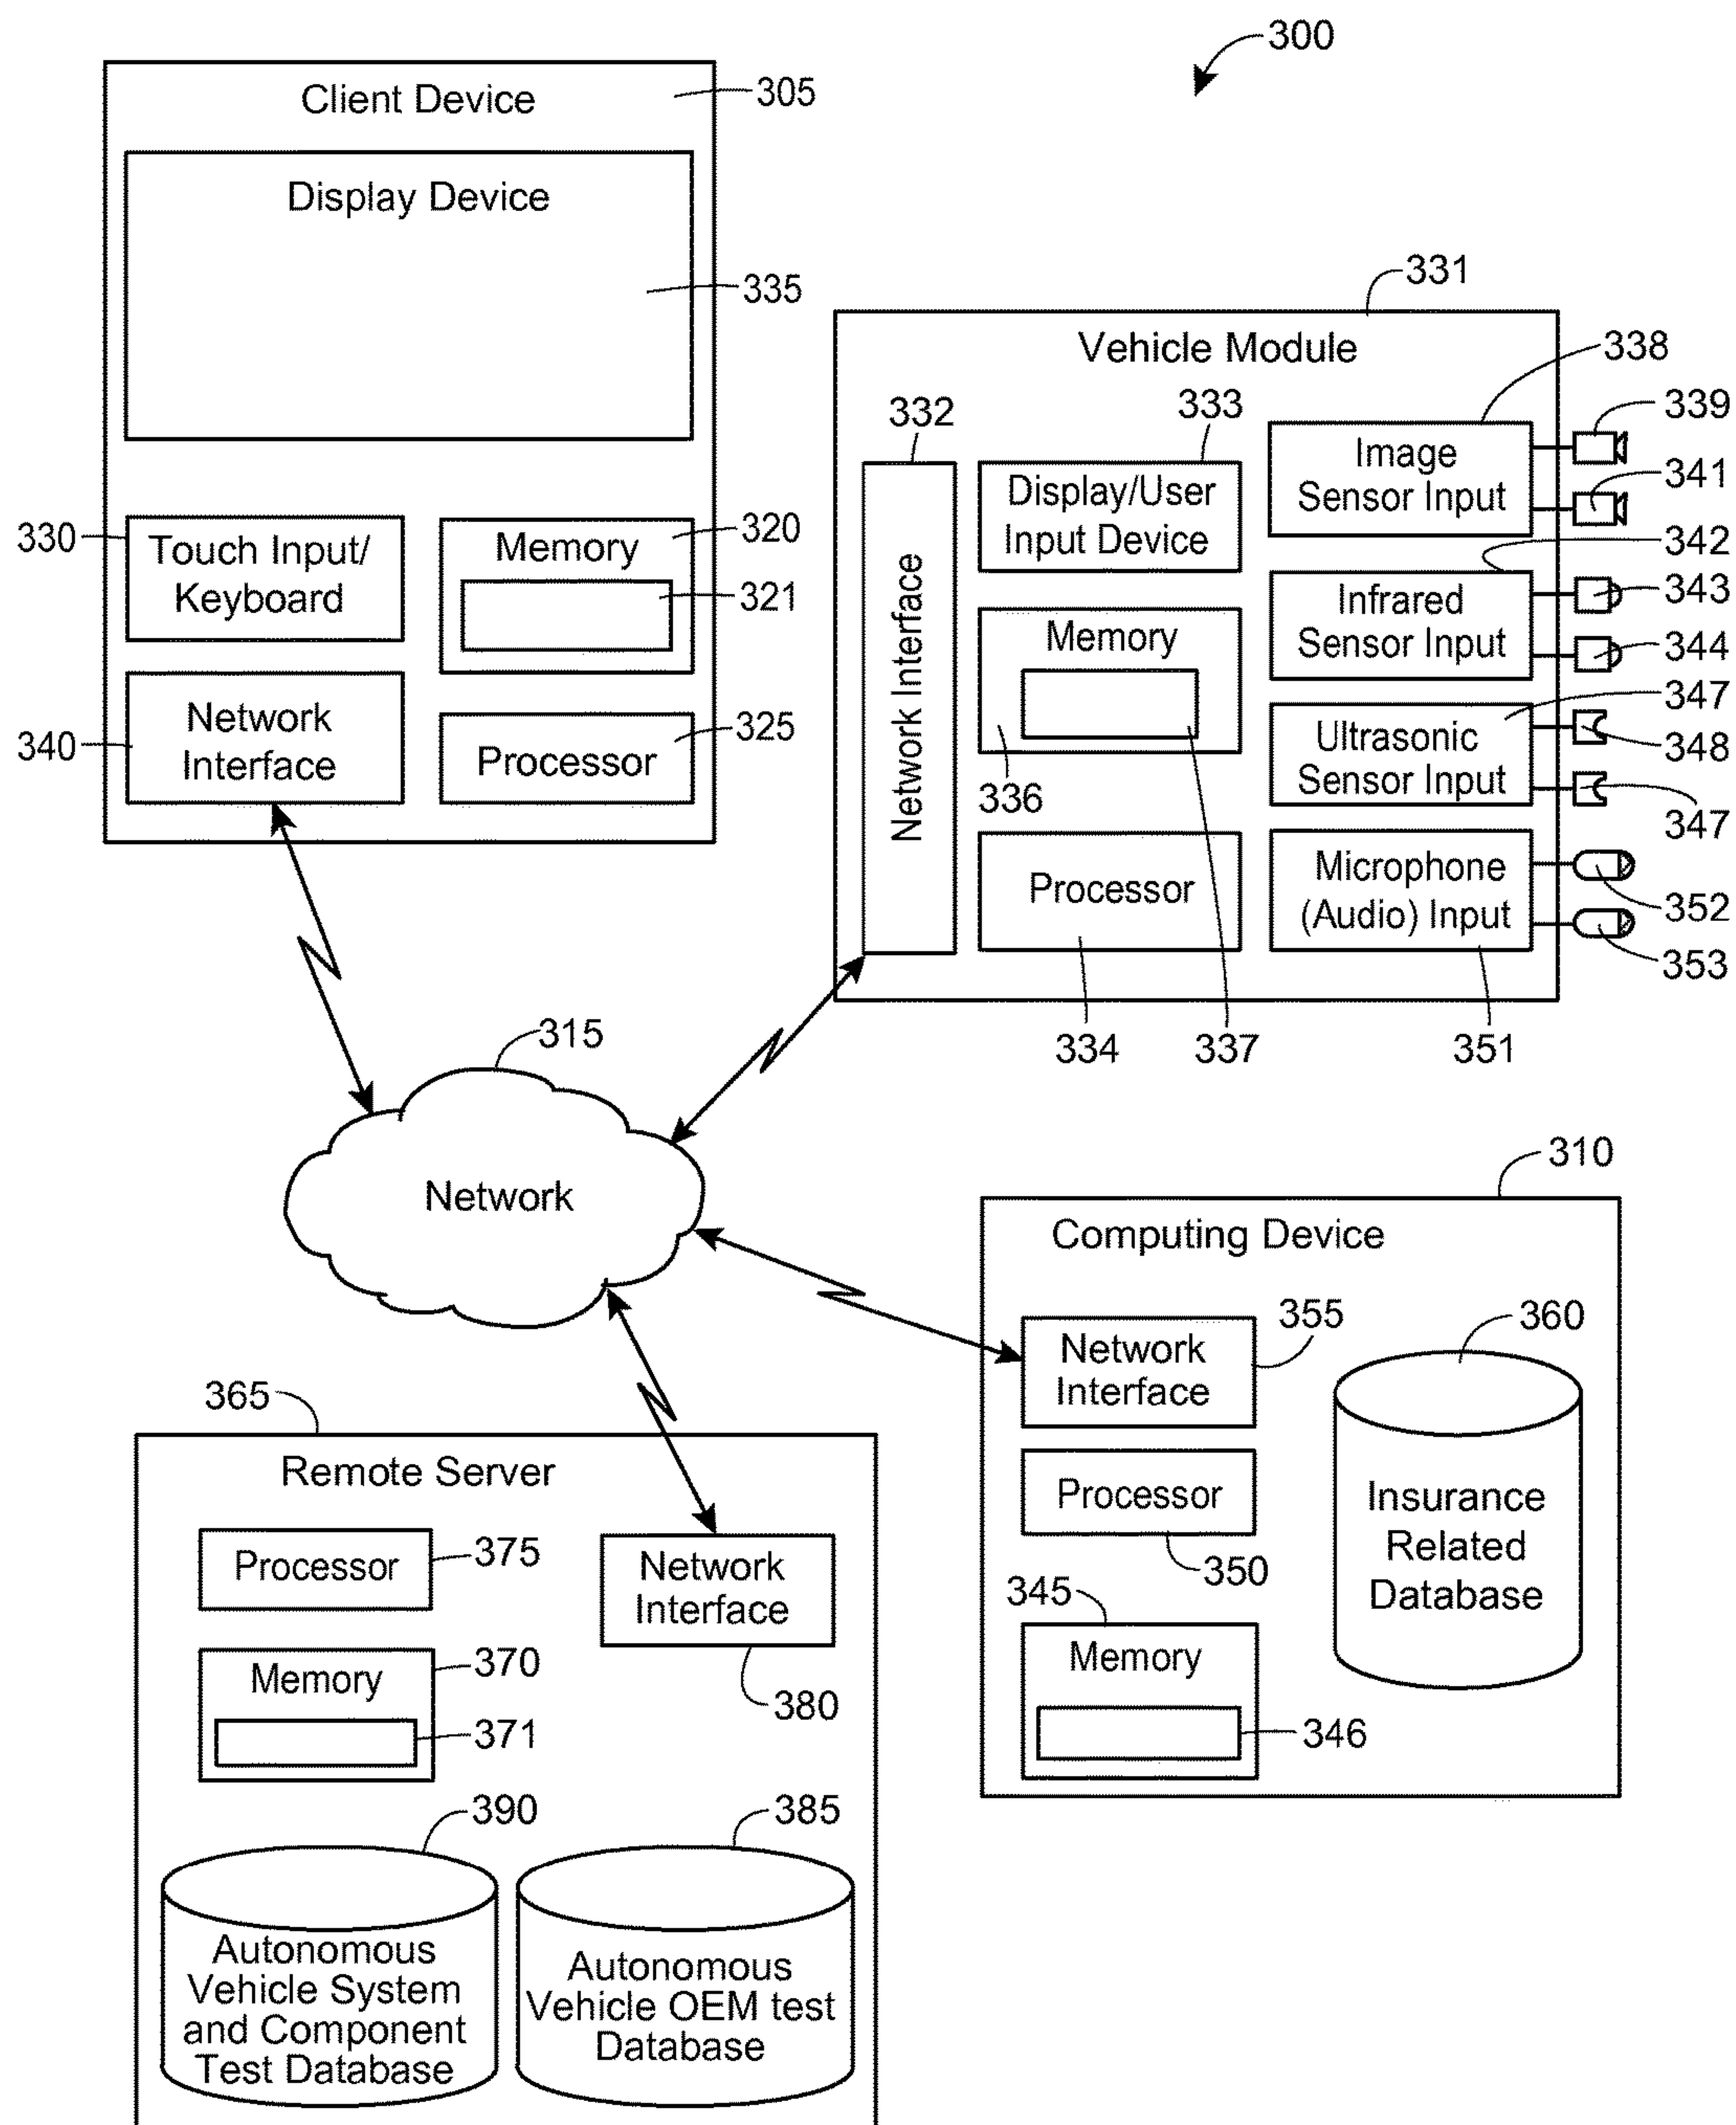 300
Client Device
305
Display Device
335
330
Touch Input/
Keyboard
Memory
320
321
340
Network
Interface
Processor
325
331
Vehicle Module
332
Network Interface
333
Display/User
Input Device
Memory
336
337
Processor
334
338
Image
Sensor Input
339
341
342
Infrared
Sensor Input
343
344
347
Ultrasonic
Sensor Input
348
347
Microphone
(Audio) Input
352
353
351
315
Network
310
Computing Device
Network
Interface
355
Processor
350
345
Memory
346
360
Insurance
Related
Database
365
Remote Server
Processor
375
Network
Interface
380
Memory
370
371
390
Autonomous
Vehicle System
and Component
Test Database
385
Autonomous
Vehicle OEM test
Database